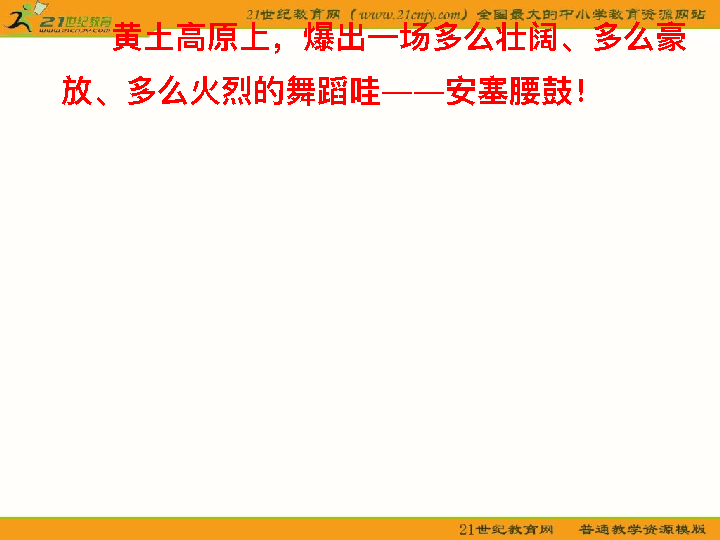 21世纪教育
21世纪教育网（www.21cnjy.com）全国最大的中小学教育资源网站
黄土高原上，爆出一场多么壮阔、多么豪
放、多么火烈的舞蹈哇——安塞腰鼓！
21世纪教育网 普通教学资源模版